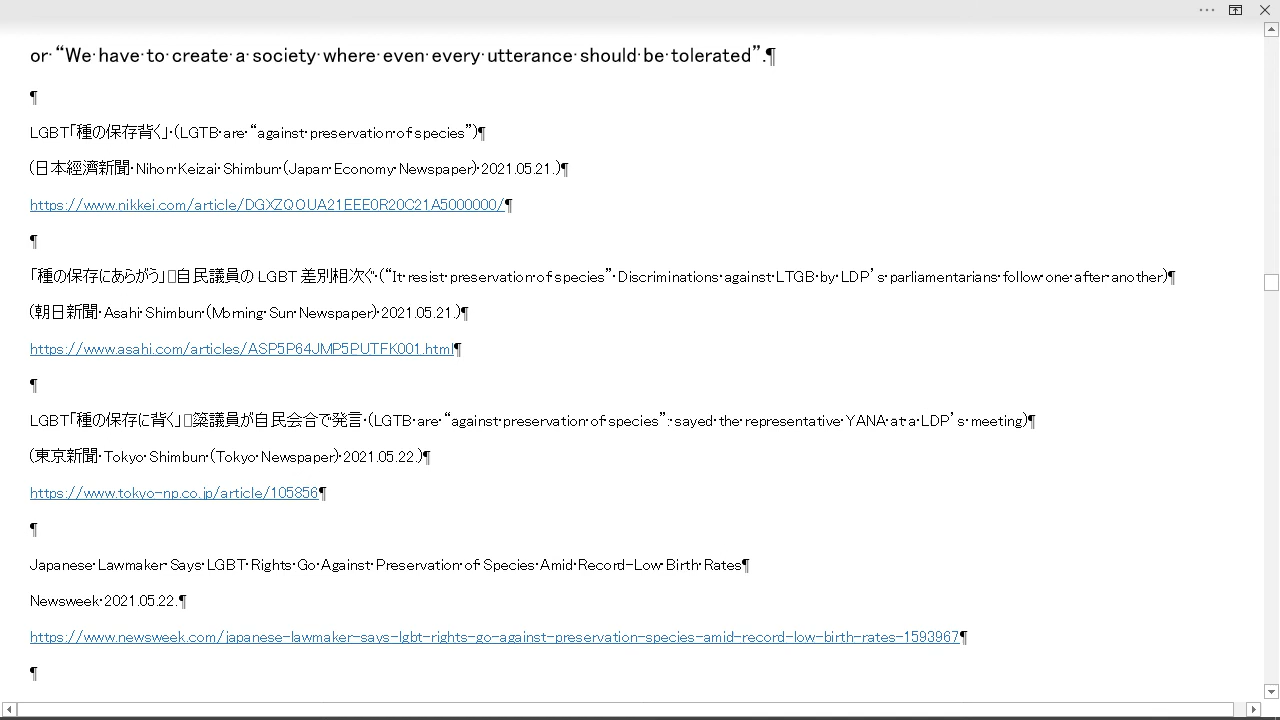 or “We have to create a society where even every utterance should be tolerated”.¶
¶
LGBT「種の保存背く」 (LGTB are “against preservation of species”)¶
(日本經濟新聞 Nihon Keizai Shimbun (Japan Economy Newspaper) 2021.05.21.)¶
https://www.nikkei.com/article/DGXZQOUA21EEE0R20C21A5000000/¶
¶
「種の保存にあらがう」□自民議員の LGBT 差別相次ぐ (“It resist preservation of species” Discriminations against LTGB by LDP’s parliamentarians follow one after another)¶
(朝日新聞 Asahi Shimbun (Morning Sun Newspaper) 2021.05.21.)¶
https://www.asahi.com/articles/ASP5P64JMP5PUTFK001.html¶
¶
LGBT「種の保存に背く」□簗議員が自民会合で発言 (LGTB are “against preservation of species”: sayed the representative YANA at a LDP’s meeting)¶
(東京新聞 Tokyo Shimbun (Tokyo Newspaper) 2021.05.22.)¶
https://www.tokyo-np.co.jp/article/105856¶
¶
Japanese Lawmaker Says LGBT Rights Go Against Preservation of Species Amid Record-Low Birth Rates¶
Newsweek 2021.05.22.¶
https://www.newsweek.com/japanese-lawmaker-says-lgbt-rights-go-against-preservation-species-amid-record-low-birth-rates-1593967¶
¶